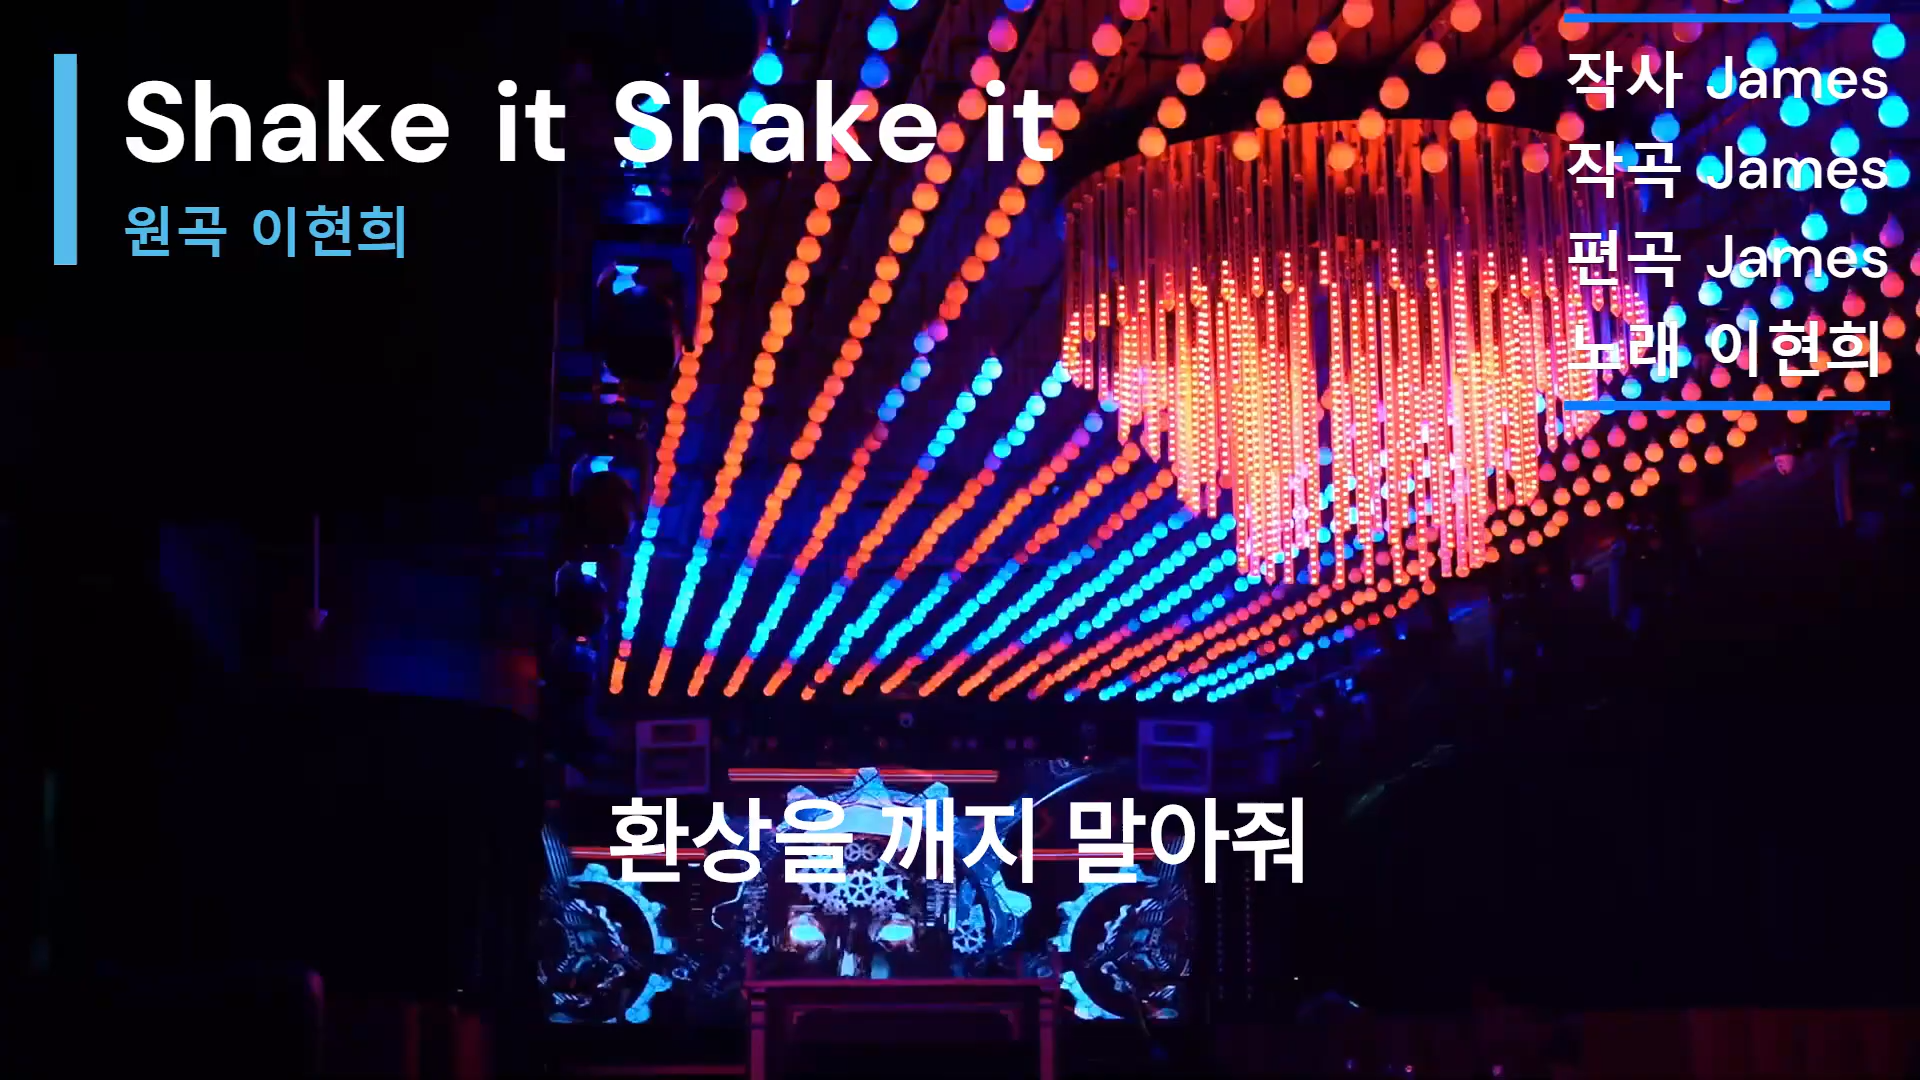 Shake it Shake it
원곡 이현희
작사 James
작곡 James
편곡 James
노래 이현희
환상을 깨지 말아줘